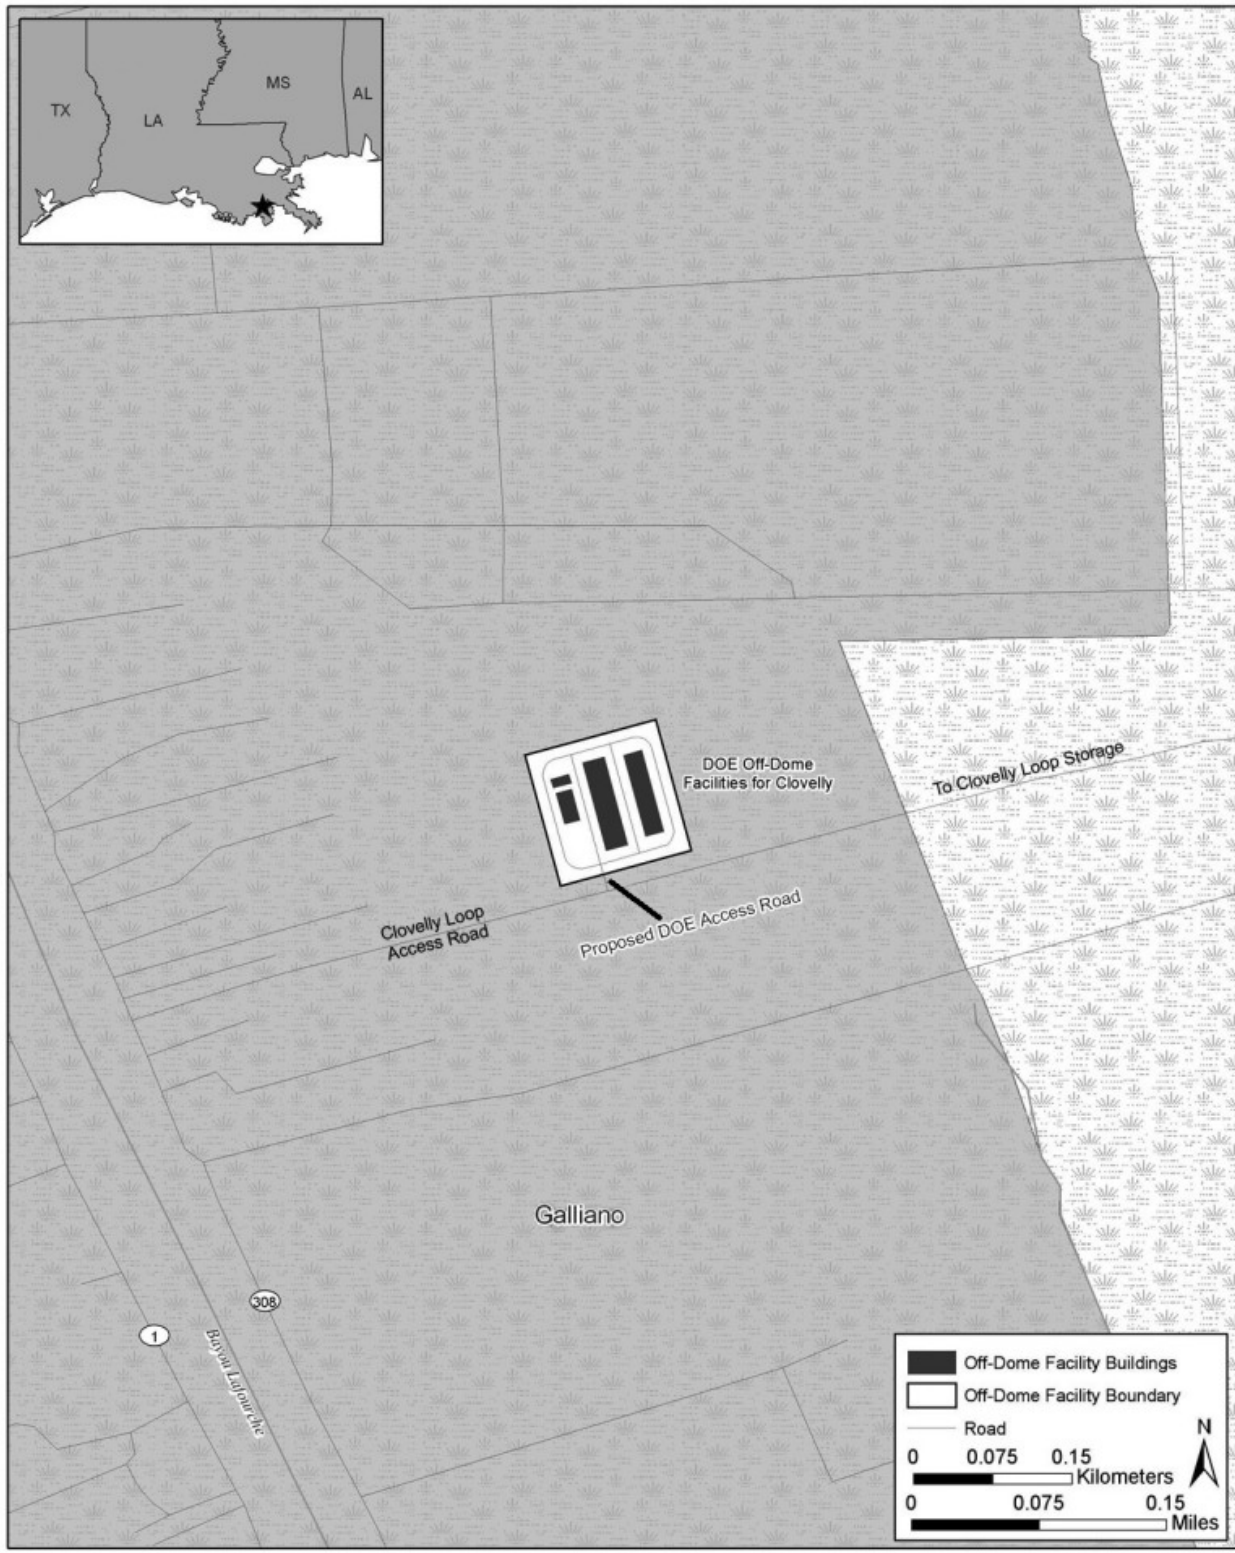 TX
LA
MS
AL
DOE Off-Dome
Facilities for Clovelly
To Clovelly Loop Storage
Clovelly Loop
Access Road
Proposed DOE Access Road
Galliano
308
1
Bayou Lafourche
Off-Dome Facility Buildings
Off-Dome Facility Boundary
Road
N
0 0.075 0.15
Kilometers
0 0.075 0.15
Miles